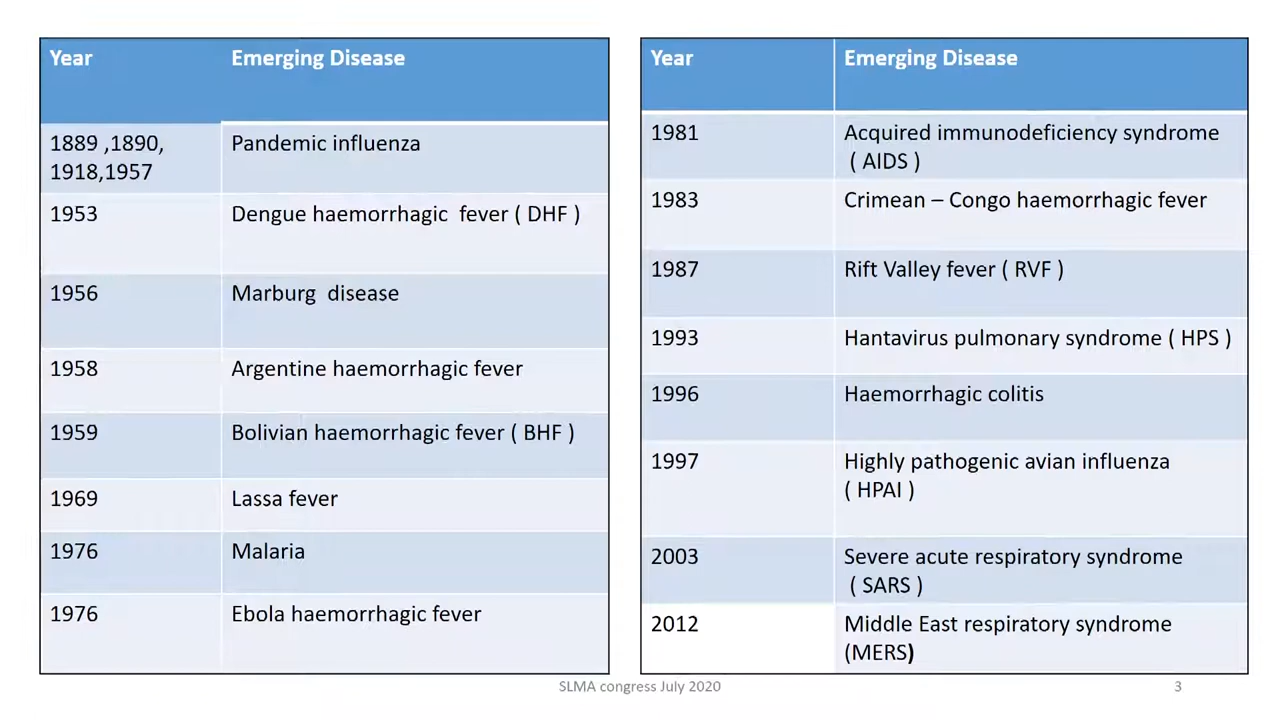 Year Emerging Disease
1889 ,1890, Pandemic influenza
1918,1957
1953 Dengue haemorrhagic fever ( DHF )
1956 Marburg disease
1958 Argentine haemorrhagic fever
1959 Bolivian haemorrhagic fever ( BHF )
1969 Lassa fever
1976 Malaria
1976 Ebola haemorrhagic fever
Year Emerging Disease
1981 Acquired immunodeficiency syndrome
( AIDS )
1983 Crimean – Congo haemorrhagic fever
1987 Rift Valley fever ( RVF )
1993 Hantavirus pulmonary syndrome ( HPS )
1996 Haemorrhagic colitis
1997 Highly pathogenic avian influenza
( HPAI )
2003 Severe acute respiratory syndrome
( SARS )
2012 Middle East respiratory syndrome
(MERS)
SLMA congress July 2020 3